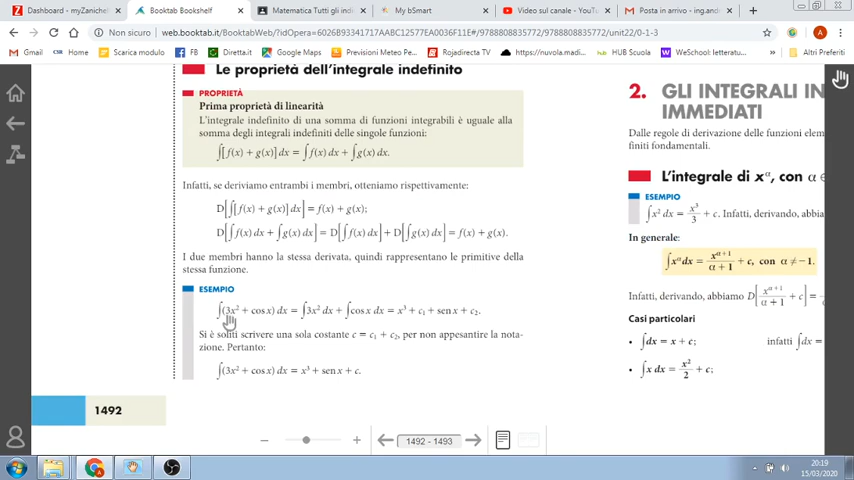 Dashboard - myZanichel
Booktab Bookshelf
Matematica Tutti gli ind
My bSmart
Video sul canale - YouT
Posta in arrivo - ing.and
Non sicuro | web.booktab.it/BooktabWeb/?idOpera=6026B93341717AABC12577EA0036F11E#/9788808835772/9788808835772/unit22/0-1-3
Gmail
Home
Scarica modulo
FB
Diretta.it
Google Maps
Previsioni Meteo Pe...
Rojadirecta TV
https://nuvola.madi...
HUB Scuola
WeSchool: letteratu...
Altri Preferiti
Le proprietà dell'integrale indefinito
PROPRIETÀ
Prima proprietà di linearità
L'integrale indefinito di una somma di funzioni integrabili è uguale alla
somma degli integrali indefiniti delle singole funzioni:
∫[f(x) + g(x)] dx = ∫f(x) dx + ∫g(x) dx.
Infatti, se deriviamo entrambi i membri, otteniamo rispettivamente:
D[∫[f(x) + g(x)] dx] = f(x) + g(x);
D[∫f(x) dx + ∫g(x) dx] = D[∫f(x) dx] + D[∫g(x) dx] = f(x) + g(x).
I due membri hanno la stessa derivata, quindi rappresentano le primitive della
stessa funzione.
ESEMPIO
∫(3x² + cos x) dx = ∫3x² dx + ∫cos x dx = x³ + c₁ + sen x + c₂.
Si è soliti scrivere una sola costante c = c₁ + c₂, per non appesantire la nota-
zione. Pertanto:
∫(3x² + cos x) dx = x³ + sen x + c.
1492
2. GLI INTEGRALI IN
IMMEDIATI
Dalle regole di derivazione delle funzioni elem
finiti fondamentali.
L'integrale di xᵅ, con α
ESEMPIO
∫x² dx = x³/3 + c. Infatti, derivando, abbia
In generale:
∫xᵅ dx = xᵅ⁺¹/(α + 1) + c, con α ≠ −1.
Infatti, derivando, abbiamo D[xᵅ⁺¹/(α + 1) + c] =
Casi particolari
• ∫dx = x + c; infatti ∫dx =
• ∫x dx = x²/2 + c;
1492 - 1493
20:19
15/03/2020